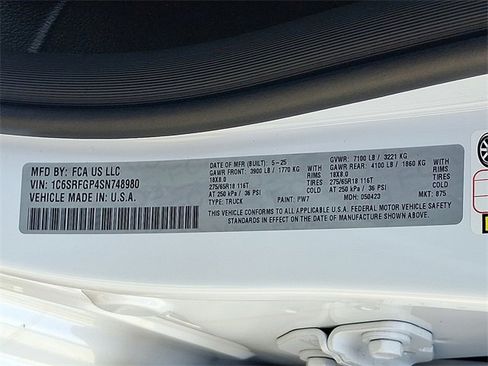 MFD BY: FCA US LLC
VIN: 1C6SRFGP4SN748980
VEHICLE MADE IN: U.S.A.
DATE OF MFR (BUILT): 5-25
GAWR FRONT: 3900 LB / 1770 KG WITH
18X8.0 RIMS
275/65R18 116T TIRES
AT 250 kPa / 36 PSI
TYPE: TRUCK PAINT: PW7
GVWR: 7100 LB / 3221 KG
GAWR REAR: 4100 LB / 1860 KG WITH
18X8.0 RIMS
275/65R18 116T TIRES
AT 250 kPa / 36 PSI
MDH: 050423 MKT: 875
THIS VEHICLE CONFORMS TO ALL APPLICABLE U.S.A. FEDERAL MOTOR VEHICLE SAFETY
STANDARDS IN EFFECT ON THE DATE OF MANUFACTURE SHOWN ABOVE.